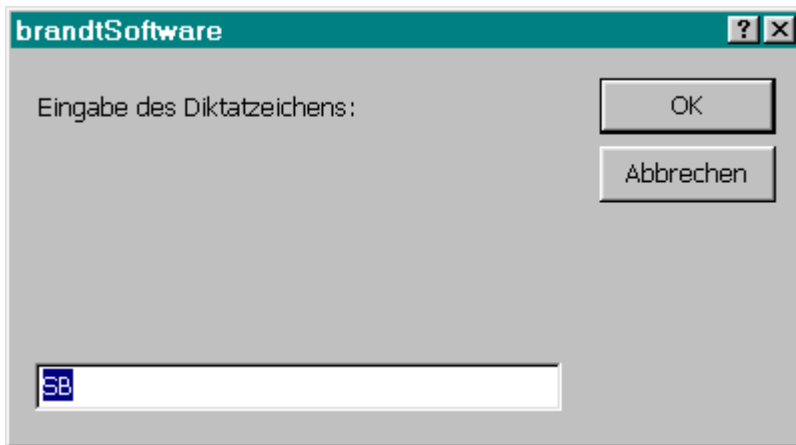 brandtSoftware
Eingabe des Diktatzeichens:
OK
Abbrechen
SB